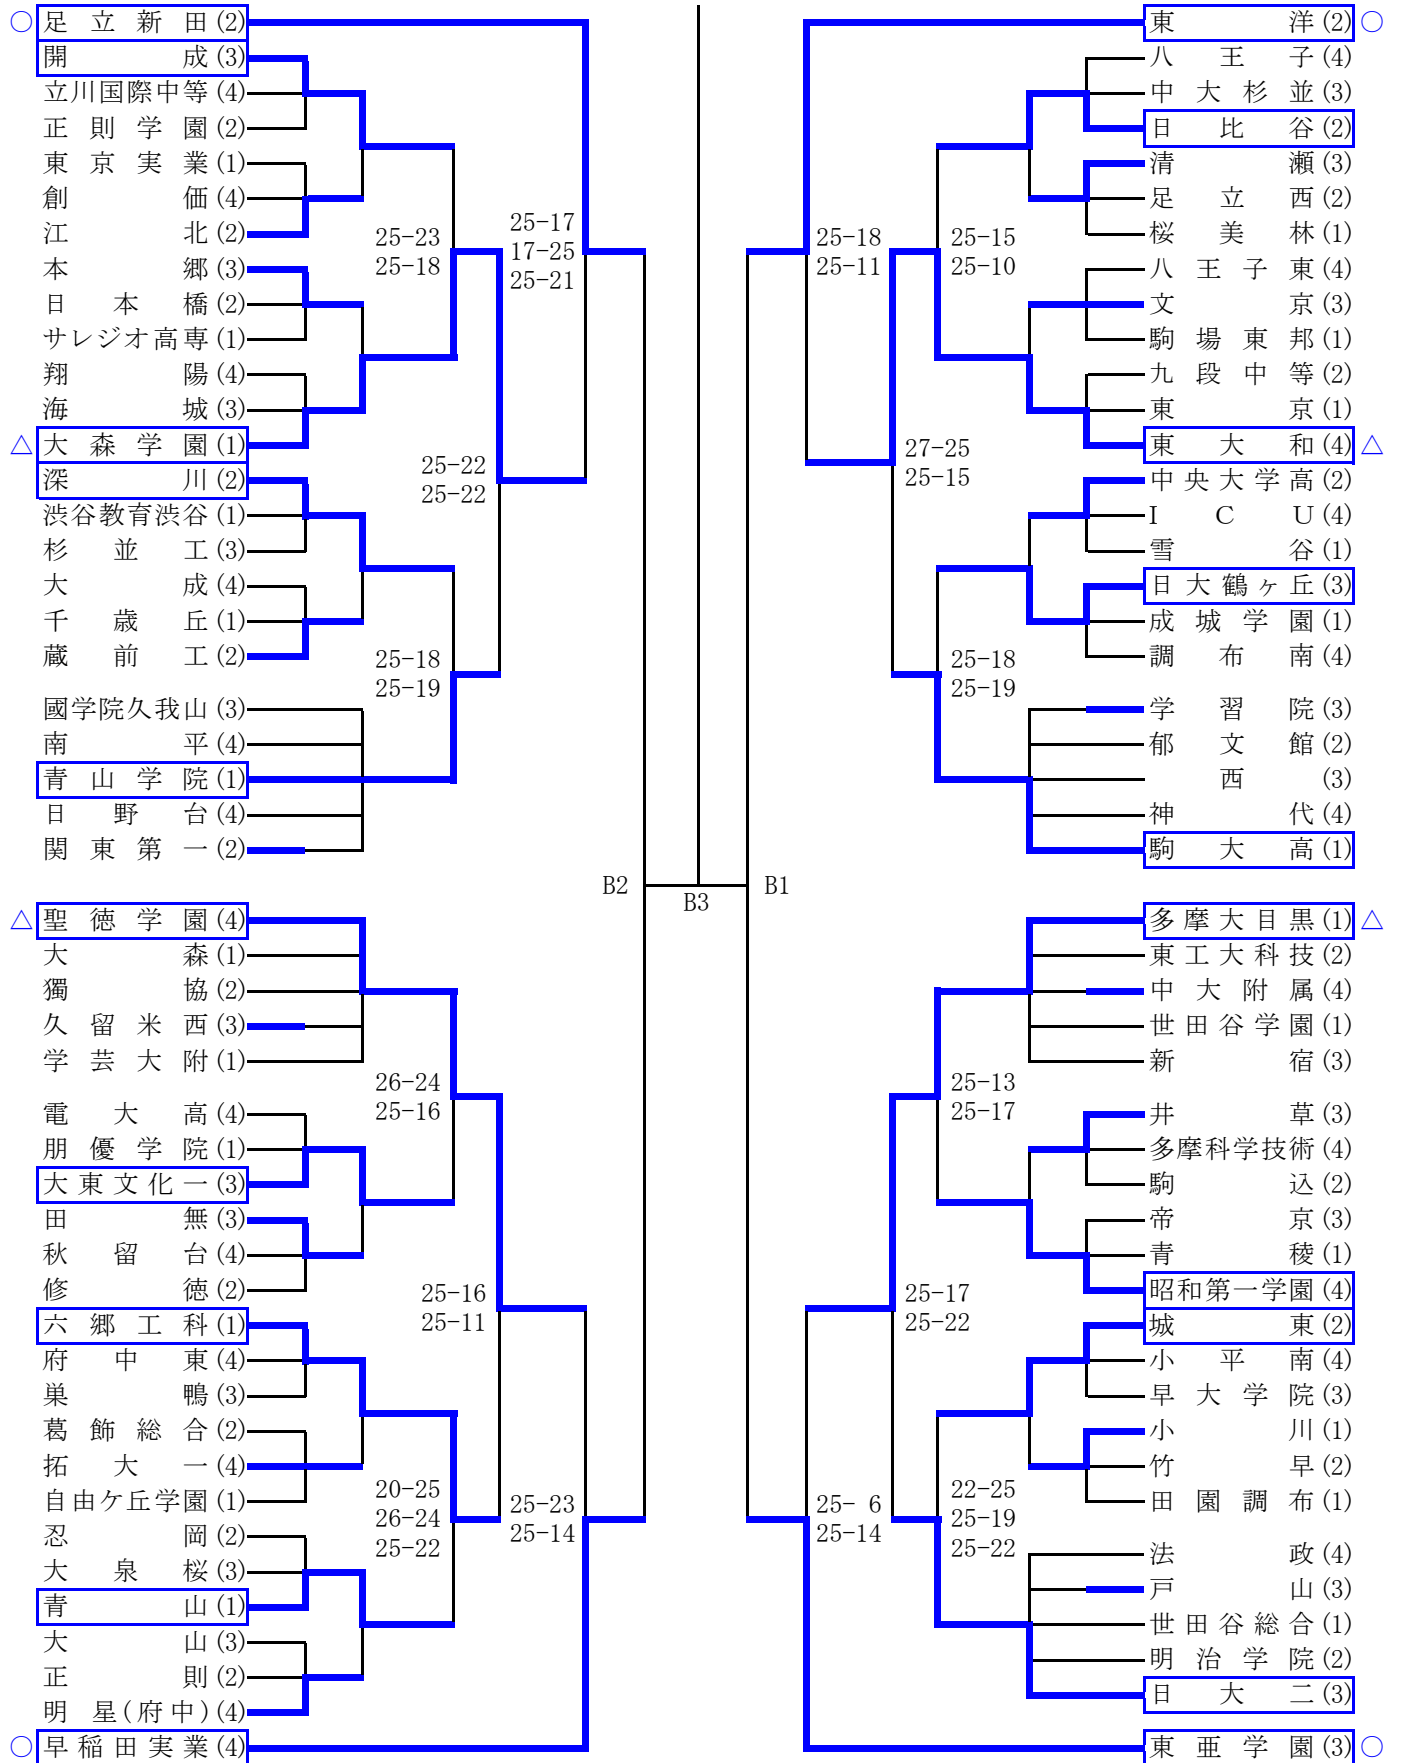 ○足立新田(2)
開成(3)
立川国際中等(4)
正則学園(2)
東京実業(1)
創価(4)
江北(2)
本郷(3)
日本橋(2)
サレジオ高専(1)
翔陽(4)
海城(3)
△大森学園(1)
深川(2)
渋谷教育渋谷(1)
杉並工(3)
大成(4)
千歳丘(1)
蔵前工(2)
國学院久我山(3)
南平(4)
青山学院(1)
日野台(4)
関東第一(2)
△聖徳学園(4)
大森(1)
獨協(2)
久留米西(3)
学芸大附(1)
電大高(4)
朋優学院(1)
大東文化一(3)
田無(3)
秋留台(4)
修徳(2)
六郷工科(1)
府中東(4)
巣鴨(3)
葛飾総合(2)
拓大一(4)
自由ケ丘学園(1)
忍岡(2)
大泉桜(3)
青山(1)
大山(3)
正則(2)
明星(府中)(4)
○早稲田実業(4)
25-23
25-18
25-18
25-19
26-24
25-16
20-25
26-24
25-22
25-22
25-22
25-16
25-11
25-17
17-25
25-21
25-23
25-14
B2
B3
B1
25-18
25-11
25- 6
25-14
27-25
25-15
25-17
25-22
25-15
25-10
25-18
25-19
25-13
25-17
22-25
25-19
25-22
東洋(2)○
八王子(4)
中大杉並(3)
日比谷(2)
清瀬(3)
足立西(2)
桜美林(1)
八王子東(4)
文京(3)
駒場東邦(1)
九段中等(2)
東京(1)
東大和(4)△
中央大学高(2)
ICU(4)
雪谷(1)
日大鶴ヶ丘(3)
成城学園(1)
調布南(4)
学習院(3)
郁文館(2)
西(3)
神代(4)
駒大高(1)
多摩大目黒(1)△
東工大科技(2)
中大附属(4)
世田谷学園(1)
新宿(3)
井草(3)
多摩科学技術(4)
駒込(2)
帝京(3)
青稜(1)
昭和第一学園(4)
城東(2)
小平南(4)
早大学院(3)
小川(1)
竹早(2)
田園調布(1)
法政(4)
戸山(3)
世田谷総合(1)
明治学院(2)
日大二(3)
東亜学園(3)○